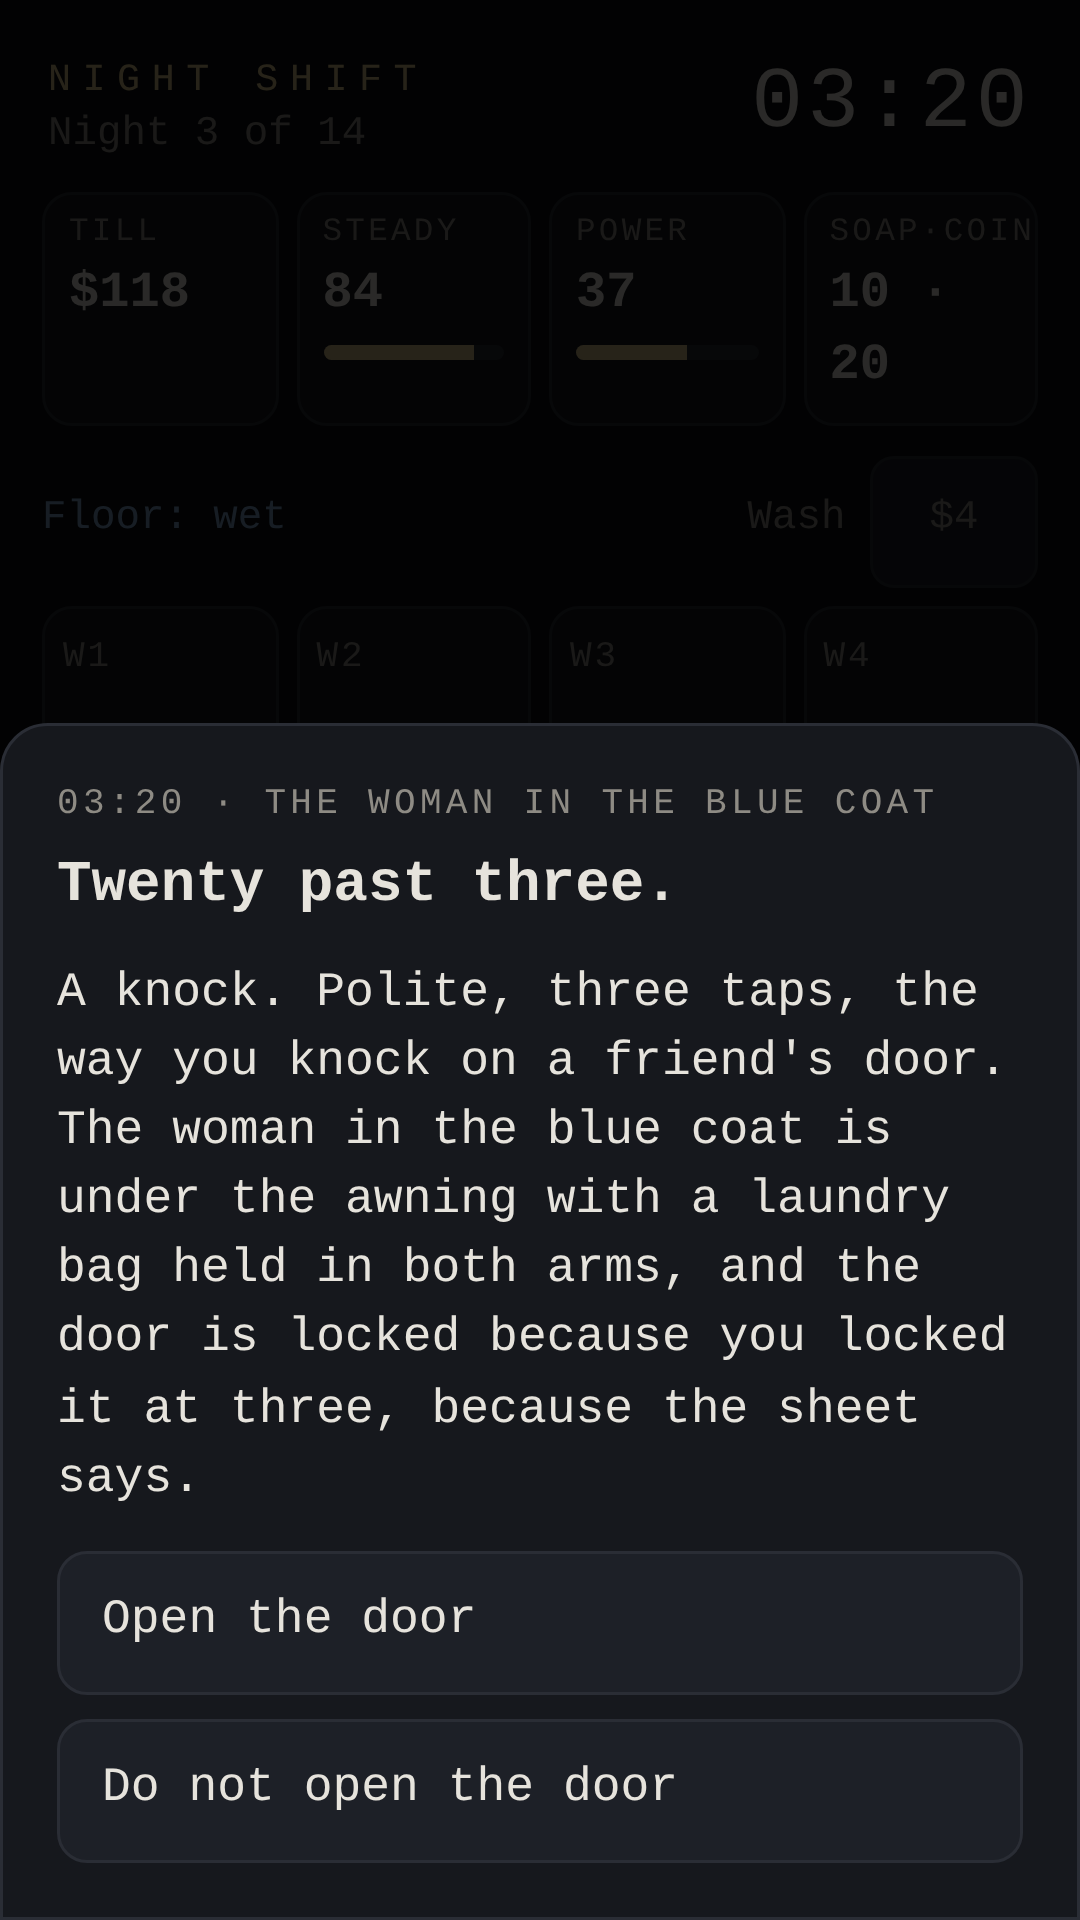 NIGHT SHIFT
03:20
Night 3 of 14
TILL
$118
STEADY
84
POWER
37
SOAP·COIN
10 ·
20
Floor: wet
Wash
$4
W1
W2
W3
W4
03:20 · THE WOMAN IN THE BLUE COAT
Twenty past three.
A knock. Polite, three taps, the
way you knock on a friend's door.
The woman in the blue coat is
under the awning with a laundry
bag held in both arms, and the
door is locked because you locked
it at three, because the sheet
says.
Open the door
Do not open the door